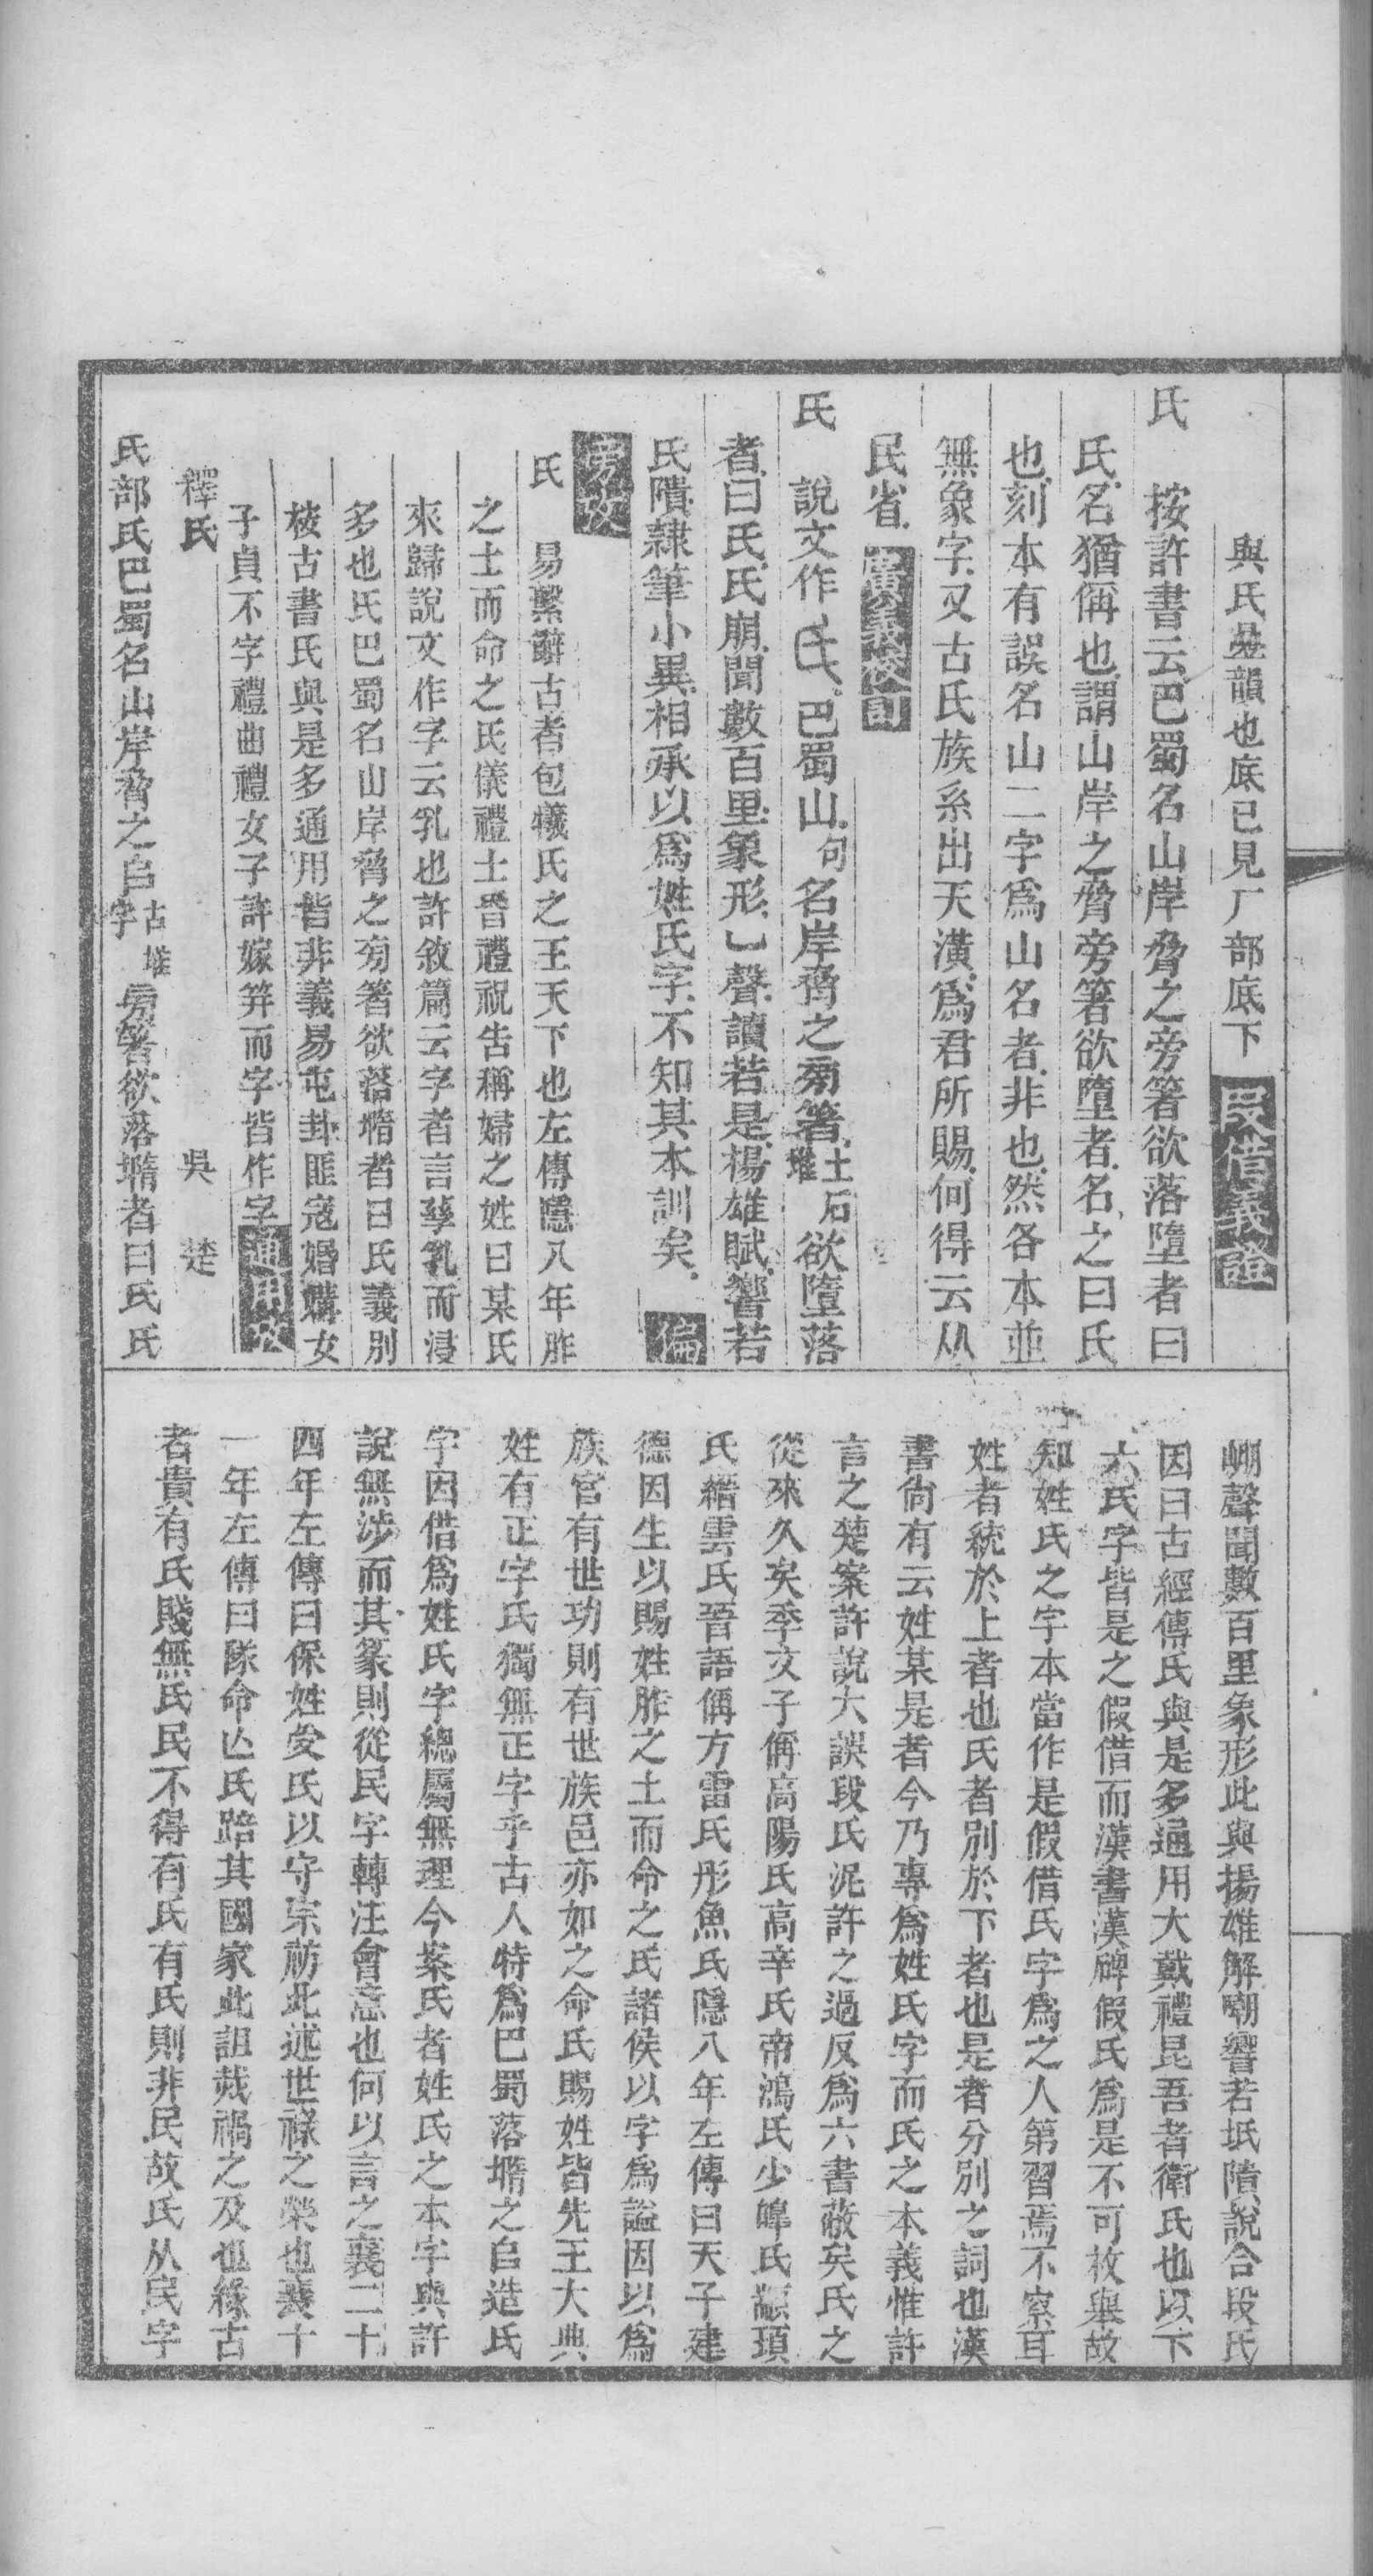 與氏疊韻也底已見厂部底下 叚借義證
氏 按許書云巴蜀名山岸脅之旁箸欲落墮者曰
氏名猶偁也謂山岸之脅旁箸欲墮者名之曰氏
也刻本有誤名山二字爲山名者非也然各本並
無象字又古氏族系出天潢爲君所賜何得云从
民省 廣義校訂
氏 說文作氏巴蜀山句名岸脅之㫄箸土石堆欲墮落
者曰氏氏崩聞數百里象形乁聲讀若是楊雄賦響若
氏隤隸筆小異相承以爲姓氏字不知其本訓矣 徧
㫄攷
氏 易繫辭古者包犧氏之王天下也左傳隱八年胙
之土而命之氏儀禮士昏禮祝告稱婦之姓曰某氏
來歸說文作字云乳也許敘篇云字者言孳乳而浸
多也氏巴蜀名山岸脅之㫄箸欲落墮者曰氏義別
桉古書氏與是多通用皆非義易屯卦匪寇婚媾女
子貞不字禮曲禮女子許嫁笄而字皆作字 通用攷
釋氏 吳楚
氏部氏巴蜀名山岸脅之𠂤古堆字㫄箸欲落墮者曰氏氏
崩聲聞數百里象形此與揚雄解嘲響若坻隤說合段氏
因曰古經傳氏與是多通用大戴禮昆吾者衛氏也以下
六氏字皆是之假借而漢書漢碑假氏爲是不可枚舉故
知姓氏之字本當作是假借氏字爲之人第習焉不察耳
姓者統於上者也氏者別於下者也是者分別之詞也漢
書尙有云姓某是者今乃專爲姓氏字而氏之本義惟許
言之楚案許說大誤段氏泥許之過反爲六書蔽矣氏之
從來久矣季文子偁高陽氏高辛氏帝鴻氏少皞氏顓頊
氏縉雲氏晉語偁方雷氏彤魚氏隱八年左傳曰天子建
德因生以賜姓胙之土而命之氏諸侯以字爲諡因以爲
族官有世功則有世族邑亦如之命氏賜姓皆先王大典
姓有正字氏獨無正字乎古人特爲巴蜀落墮之𠂤造氏
字因借爲姓氏字總屬無理今案氏者姓氏之本字與許
說無涉而其篆則從民字轉注會意也何以言之襄二十
四年左傳曰保姓受氏以守宗祊此述世祿之榮也襄十
一年左傳曰隊命亾氏踣其國家此詛烖禍之及也緣古
者貴有氏賤無氏民不得有氏有氏則非民故氏从民字